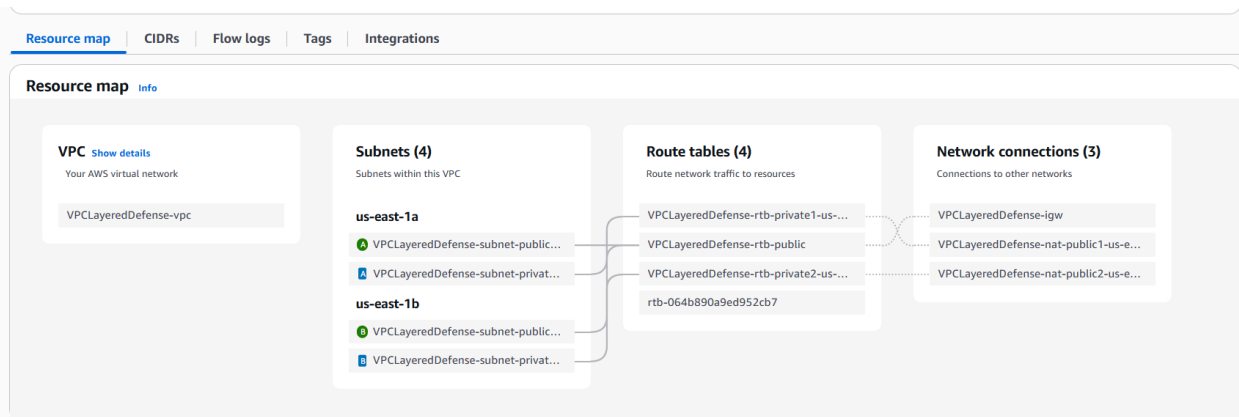 Resource map
CIDRs
Flow logs
Tags
Integrations
Resource map Info
VPC Show details
Your AWS virtual network
VPCLayeredDefense-vpc
Subnets (4)
Subnets within this VPC
us-east-1a
A VPCLayeredDefense-subnet-public...
A VPCLayeredDefense-subnet-privat...
us-east-1b
B VPCLayeredDefense-subnet-public...
B VPCLayeredDefense-subnet-privat...
Route tables (4)
Route network traffic to resources
VPCLayeredDefense-rtb-private1-us-...
VPCLayeredDefense-rtb-public
VPCLayeredDefense-rtb-private2-us-...
rtb-064b890a9ed952cb7
Network connections (3)
Connections to other networks
VPCLayeredDefense-igw
VPCLayeredDefense-nat-public1-us-e...
VPCLayeredDefense-nat-public2-us-e...